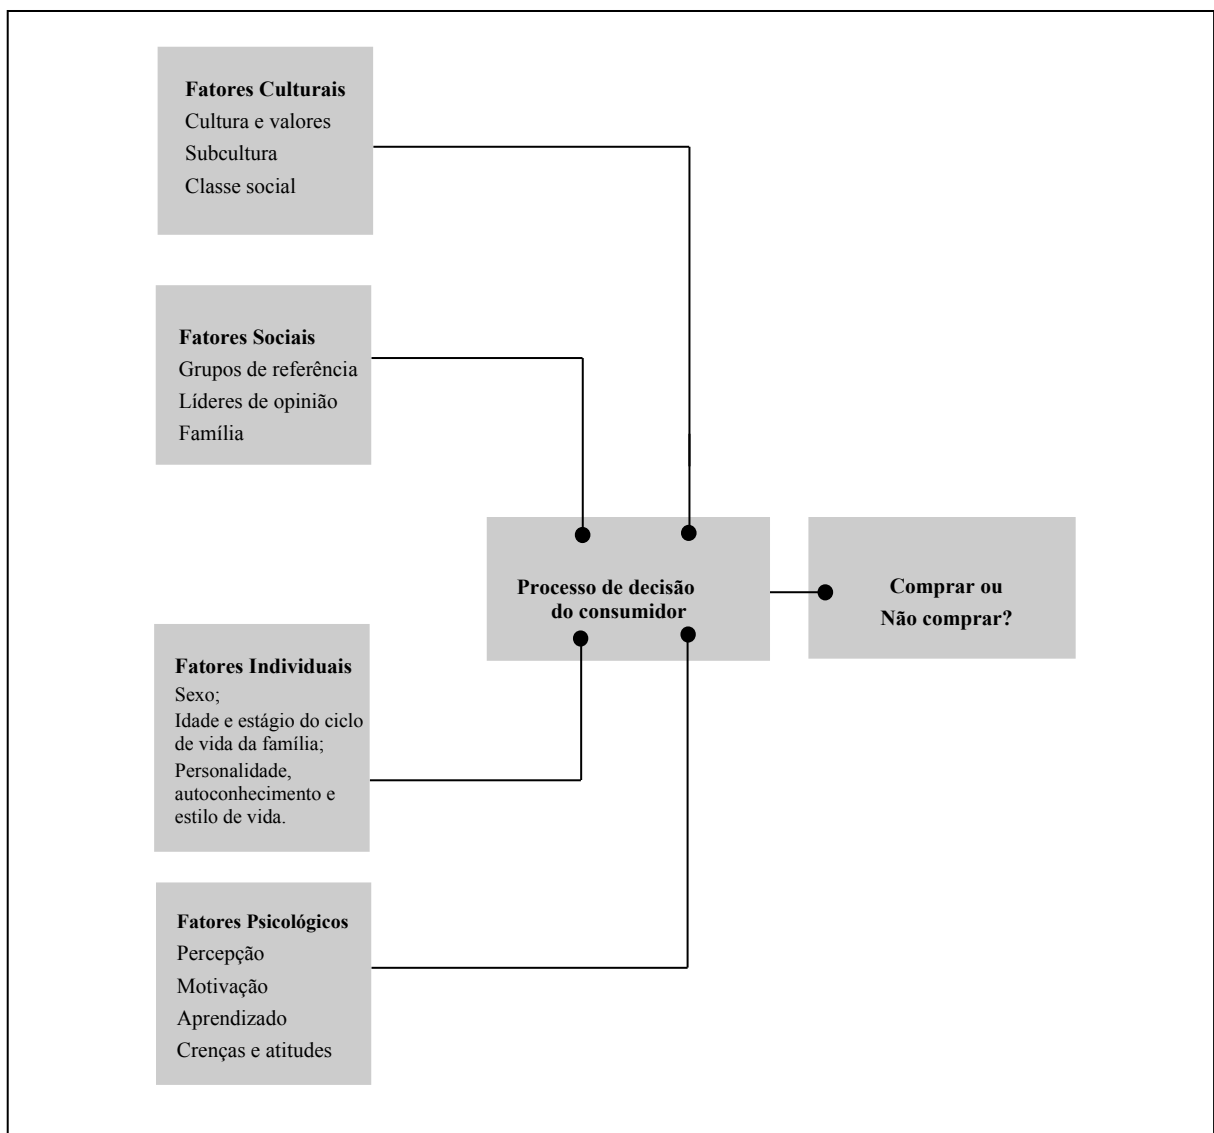 Fatores Culturais
Cultura e valores
Subcultura
Classe social
Fatores Sociais
Grupos de referência
Líderes de opinião
Família
Processo de decisão
do consumidor
Comprar ou
Não comprar?
Fatores Individuais
Sexo;
Idade e estágio do ciclo
de vida da família;
Personalidade,
autoconhecimento e
estilo de vida.
Fatores Psicológicos
Percepção
Motivação
Aprendizado
Crenças e atitudes